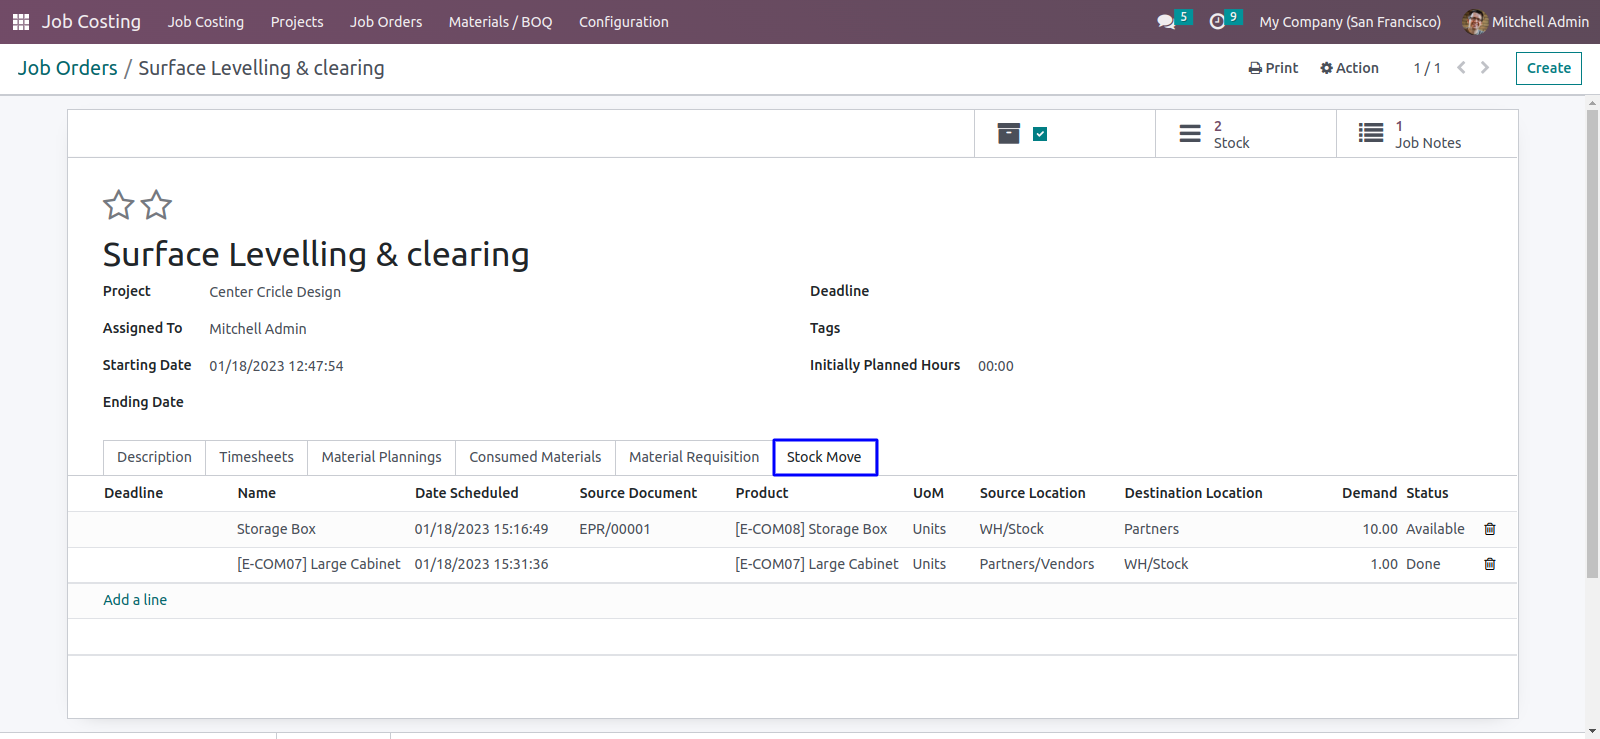 Job Costing Job Costing Projects Job Orders Materials / BOQ Configuration 5 9 My Company (San Francisco) Mitchell Admin
Job Orders / Surface Levelling & clearing Print Action 1 / 1 Create
2 Stock
1 Job Notes
Surface Levelling & clearing
Project Center Cricle Design Deadline
Assigned To Mitchell Admin Tags
Starting Date 01/18/2023 12:47:54 Initially Planned Hours 00:00
Ending Date
Description Timesheets Material Plannings Consumed Materials Material Requisition Stock Move
Deadline Name Date Scheduled Source Document Product UoM Source Location Destination Location Demand Status
Storage Box 01/18/2023 15:16:49 EPR/00001 [E-COM08] Storage Box Units WH/Stock Partners 10.00 Available
[E-COM07] Large Cabinet 01/18/2023 15:31:36 [E-COM07] Large Cabinet Units Partners/Vendors WH/Stock 1.00 Done
Add a line